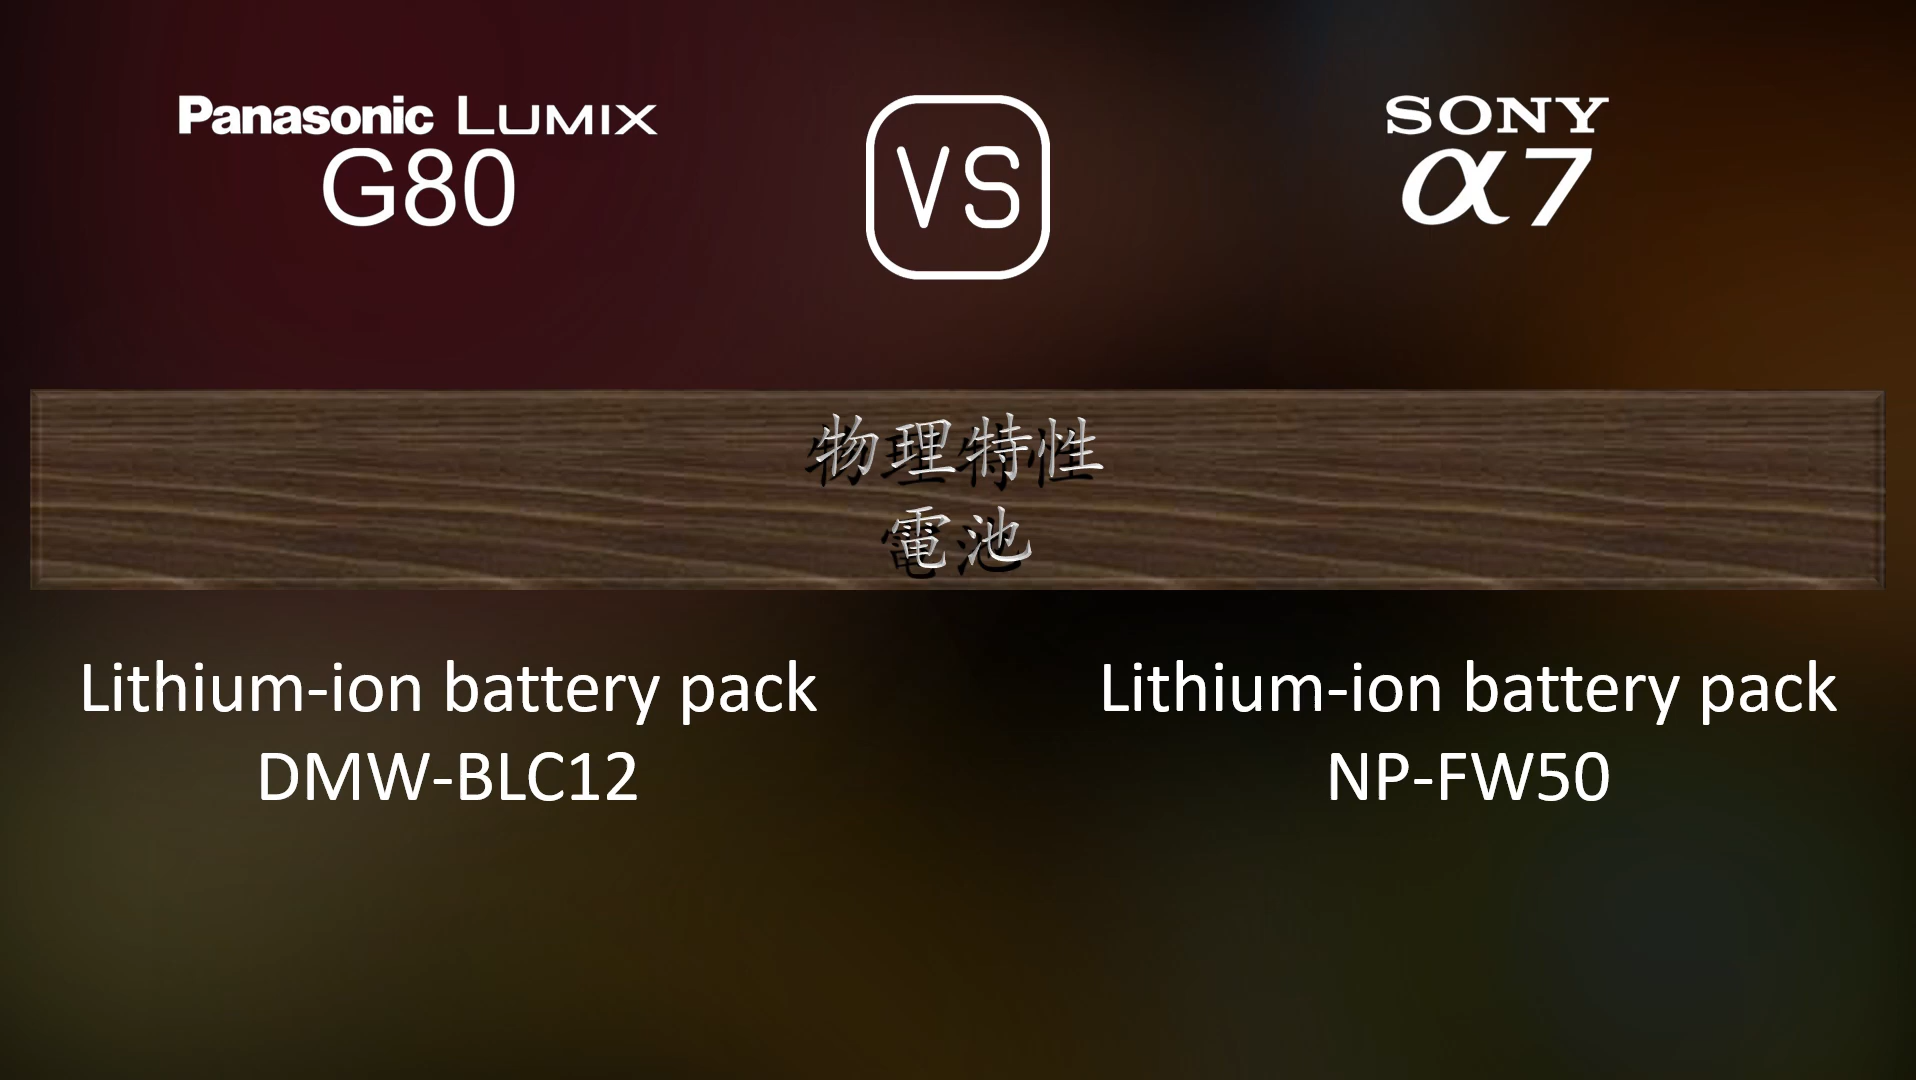 Panasonic LUMIX
G80
VS
SONY
α7
物理特性
電池
Lithium-ion battery pack
DMW-BLC12
Lithium-ion battery pack
NP-FW50